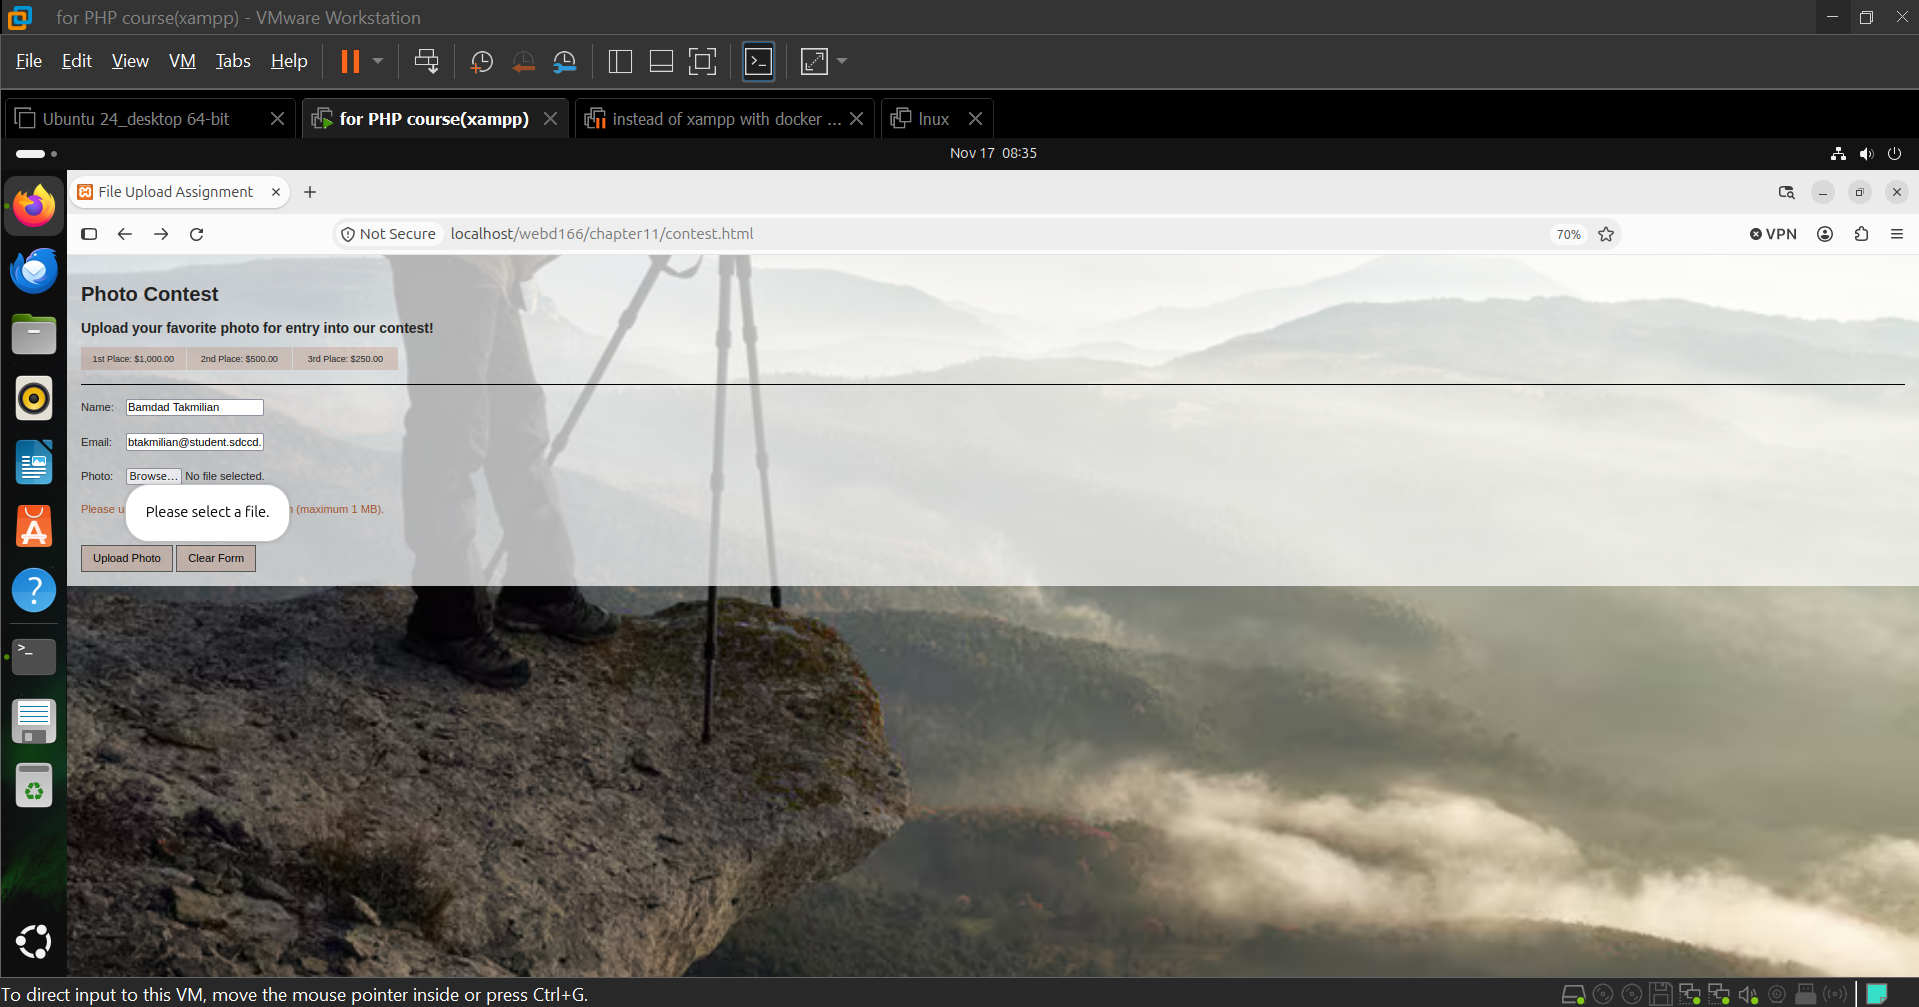 for PHP course(xampp) - VMware Workstation
File Edit View VM Tabs Help
Ubuntu 24_desktop 64-bit
for PHP course(xampp)
instead of xampp with docker ...
lnux
Nov 17 08:35
File Upload Assignment
Not Secure localhost/webd166/chapter11/contest.html 70% VPN
Photo Contest
Upload your favorite photo for entry into our contest!
1st Place: $1,000.00 2nd Place: $500.00 3rd Place: $250.00
Name: Bamdad Takmilian
Email: btakmilian@student.sdccd.
Photo: Browse... No file selected.
Please (maximum 1 MB).
Please select a file.
Upload Photo Clear Form
To direct input to this VM, move the mouse pointer inside or press Ctrl+G.